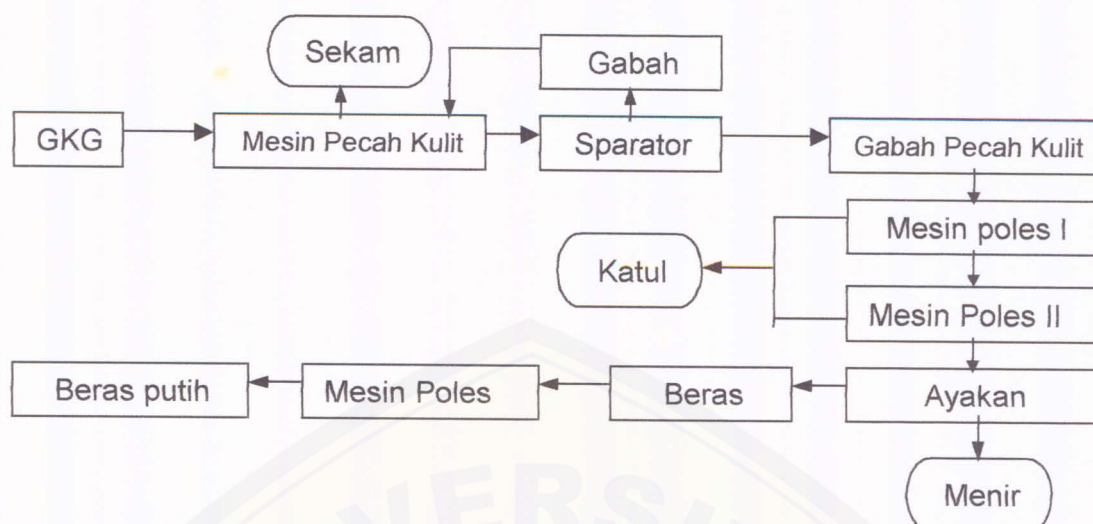 Sekam
Gabah
GKG
Mesin Pecah Kulit
Sparator
Gabah Pecah Kulit
Mesin poles I
Katul
Mesin Poles II
Beras putih
Mesin Poles
Beras
Ayakan
Menir
VERSI